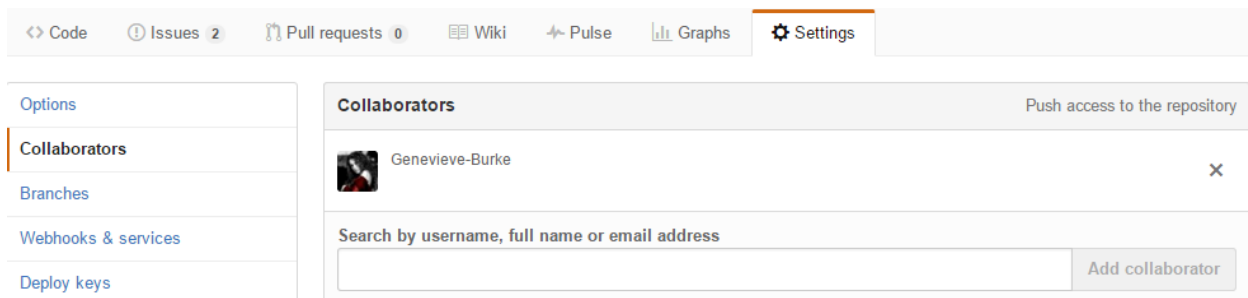 <> Code Issues 2 Pull requests 0 Wiki Pulse Graphs Settings
Options
Collaborators
Branches
Webhooks & services
Deploy keys
Collaborators Push access to the repository
Genevieve-Burke ×
Search by username, full name or email address
Add collaborator